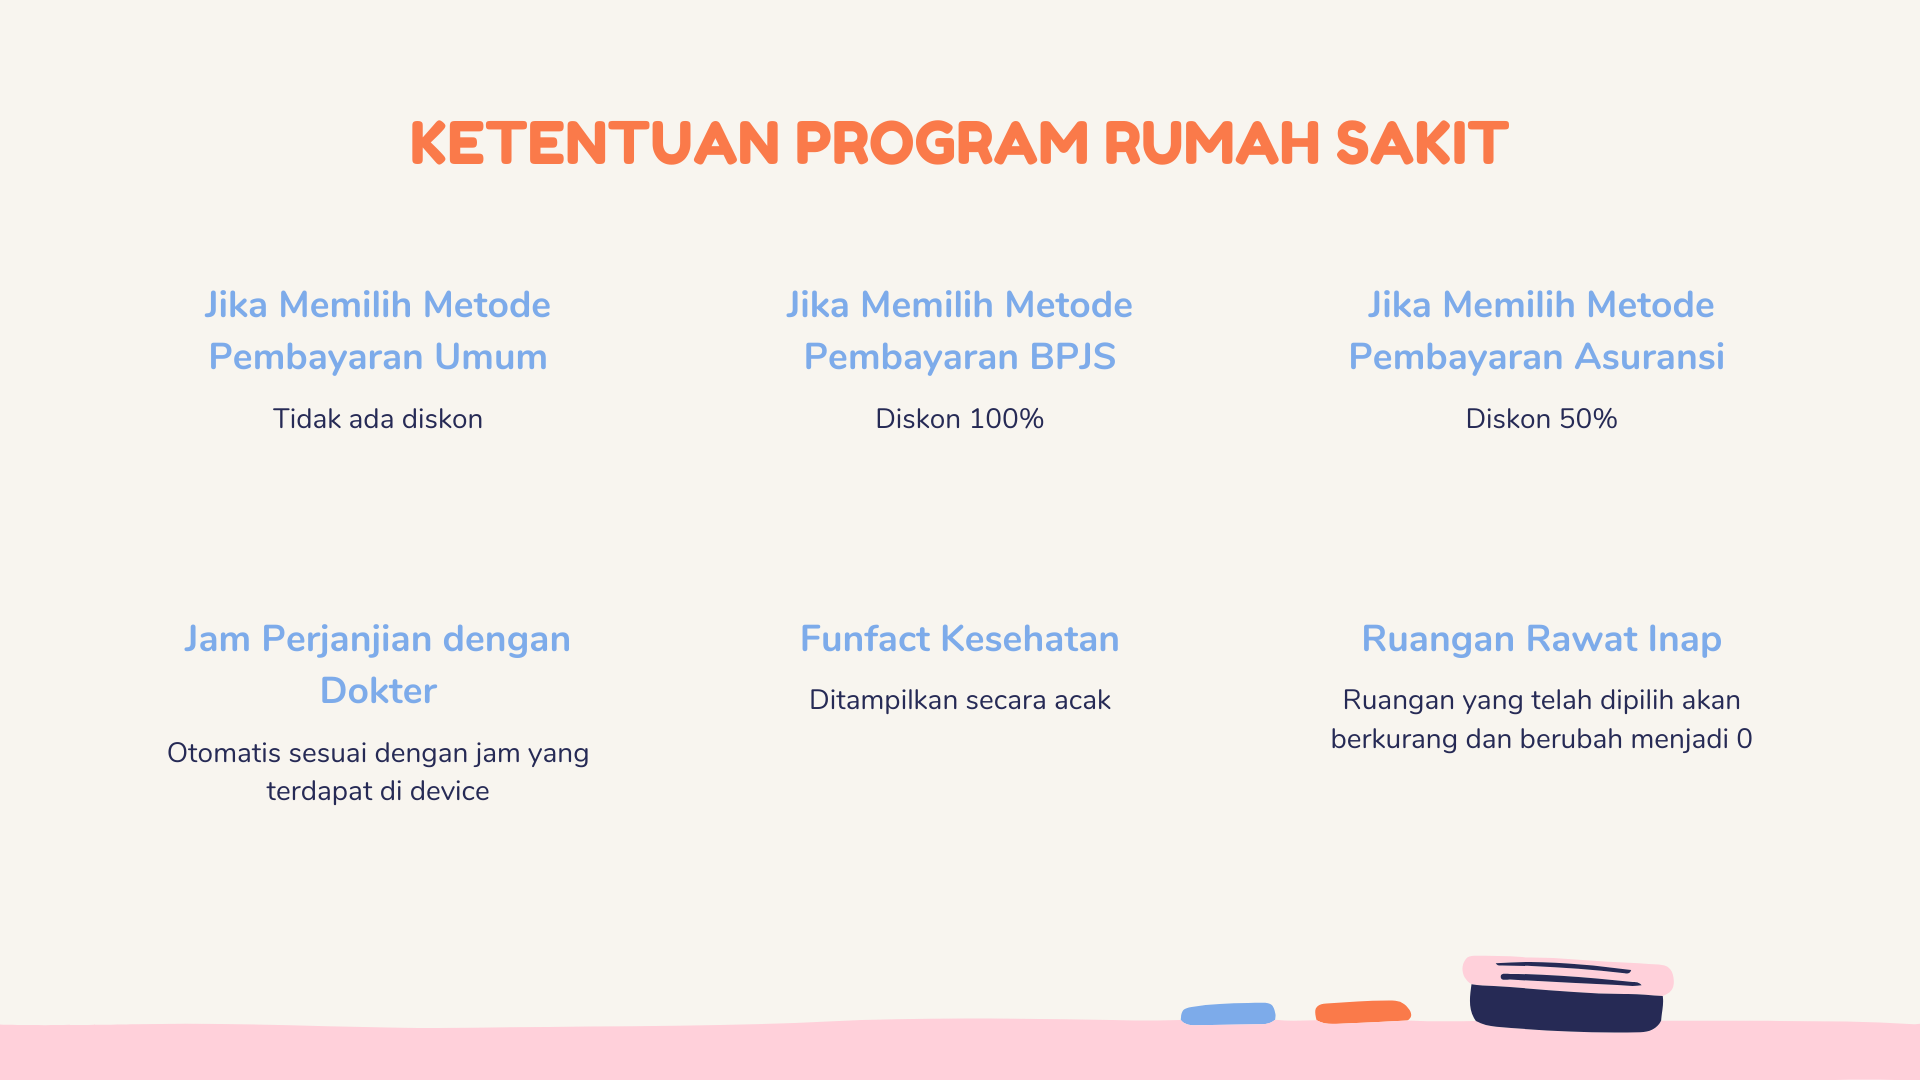 KETENTUAN PROGRAM RUMAH SAKIT
Jika Memilih Metode
Pembayaran Umum
Tidak ada diskon
Jika Memilih Metode
Pembayaran BPJS
Diskon 100%
Jika Memilih Metode
Pembayaran Asuransi
Diskon 50%
Jam Perjanjian dengan
Dokter
Otomatis sesuai dengan jam yang
terdapat di device
Funfact Kesehatan
Ditampilkan secara acak
Ruangan Rawat Inap
Ruangan yang telah dipilih akan
berkurang dan berubah menjadi 0